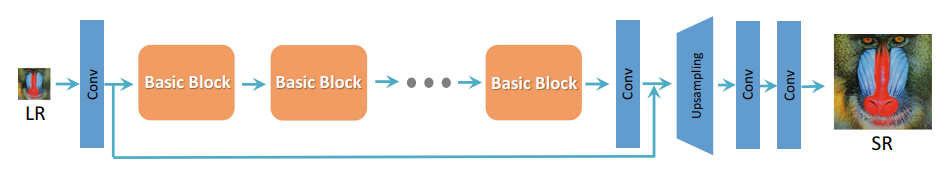 LR
Conv
Basic Block
Basic Block
Basic Block
Conv
Upsampling
Conv
Conv
SR